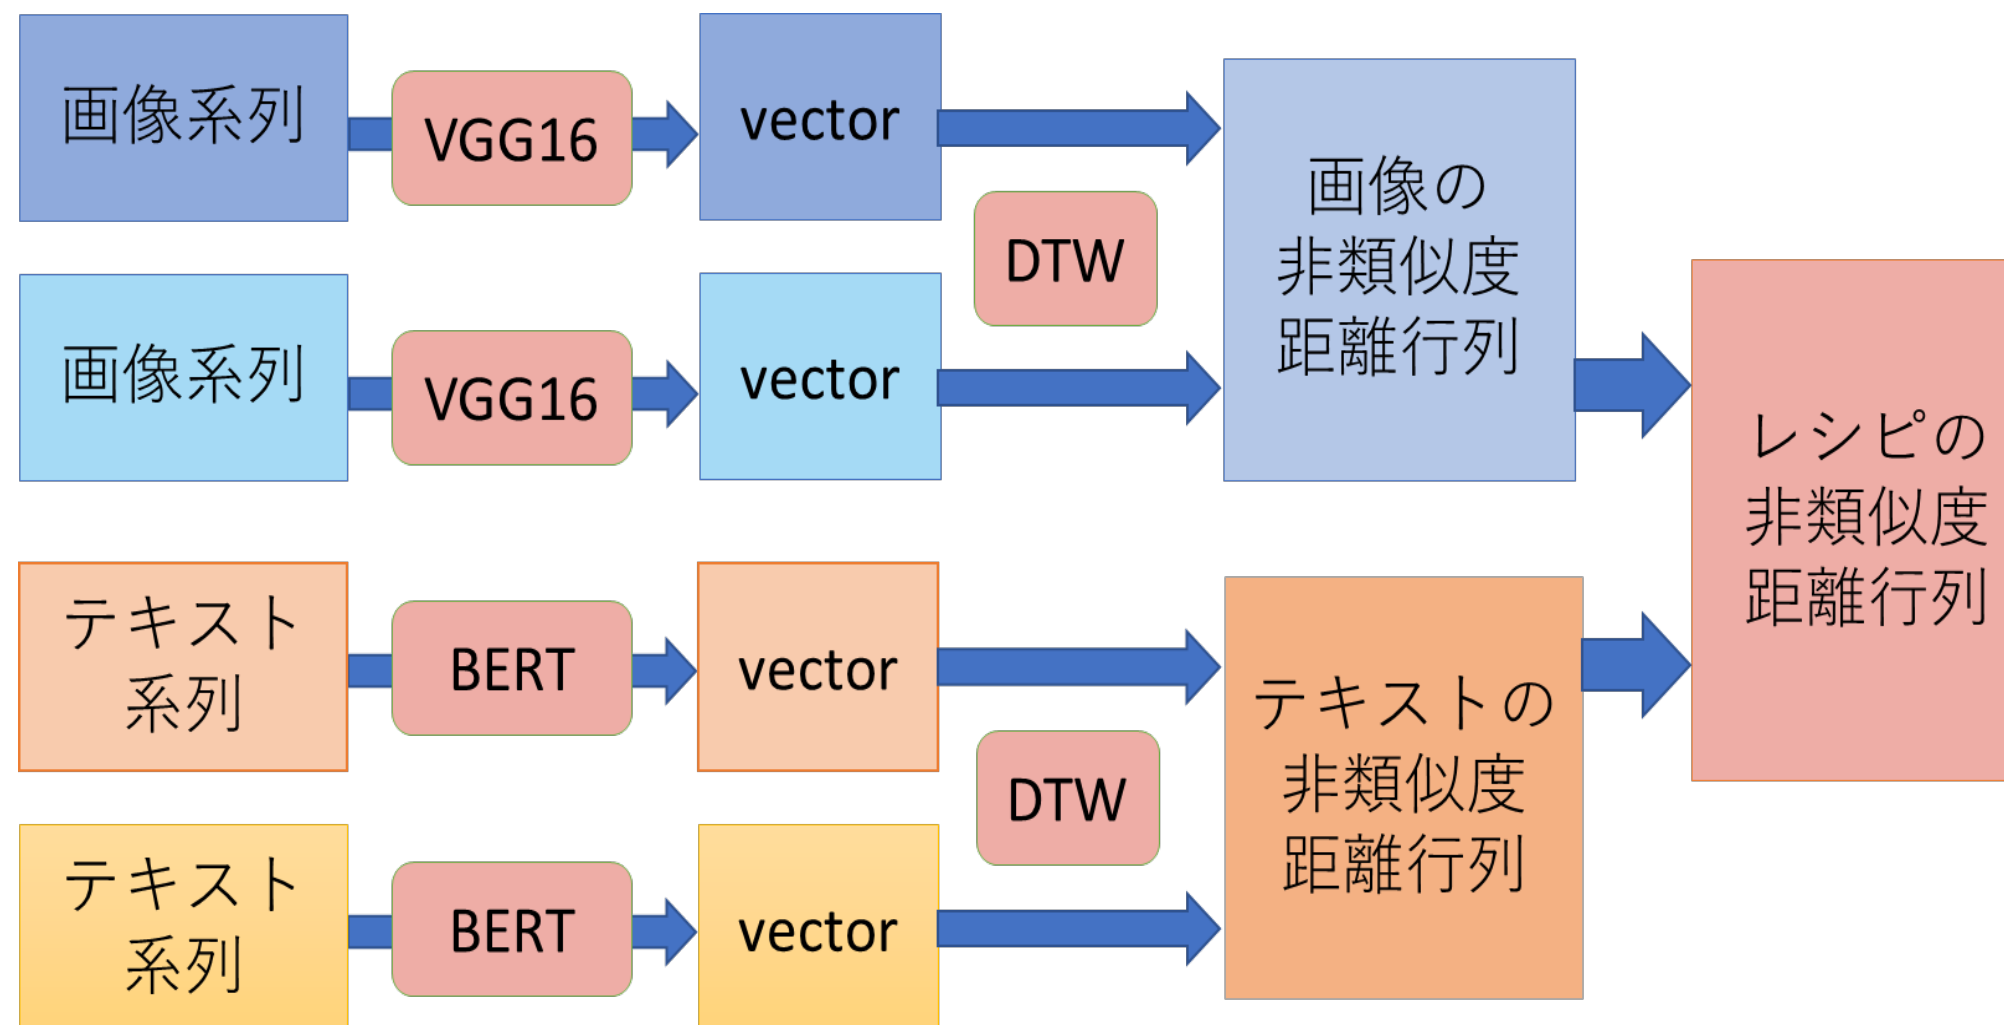 画像系列
VGG16
vector
DTW
画像系列
VGG16
vector
画像の
非類似度
距離行列
テキスト
系列
BERT
vector
DTW
テキスト
系列
BERT
vector
テキストの
非類似度
距離行列
レシピの
非類似度
距離行列